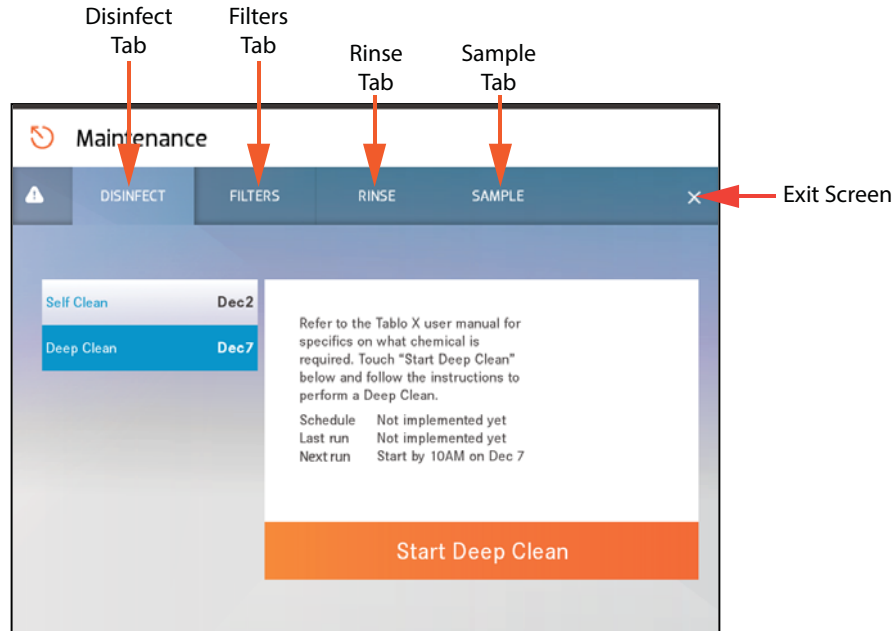 Disinfect
Tab
Filters
Tab
Rinse
Tab
Sample
Tab
Maintenance
DISINFECT FILTERS RINSE SAMPLE ×
Exit Screen
Self Clean Dec2
Deep Clean Dec7
Refer to the Tablo X user manual for
specifics on what chemical is
required. Touch “Start Deep Clean”
below and follow the instructions to
perform a Deep Clean.
Schedule Not implemented yet
Last run Not implemented yet
Next run Start by 10AM on Dec 7
Start Deep Clean